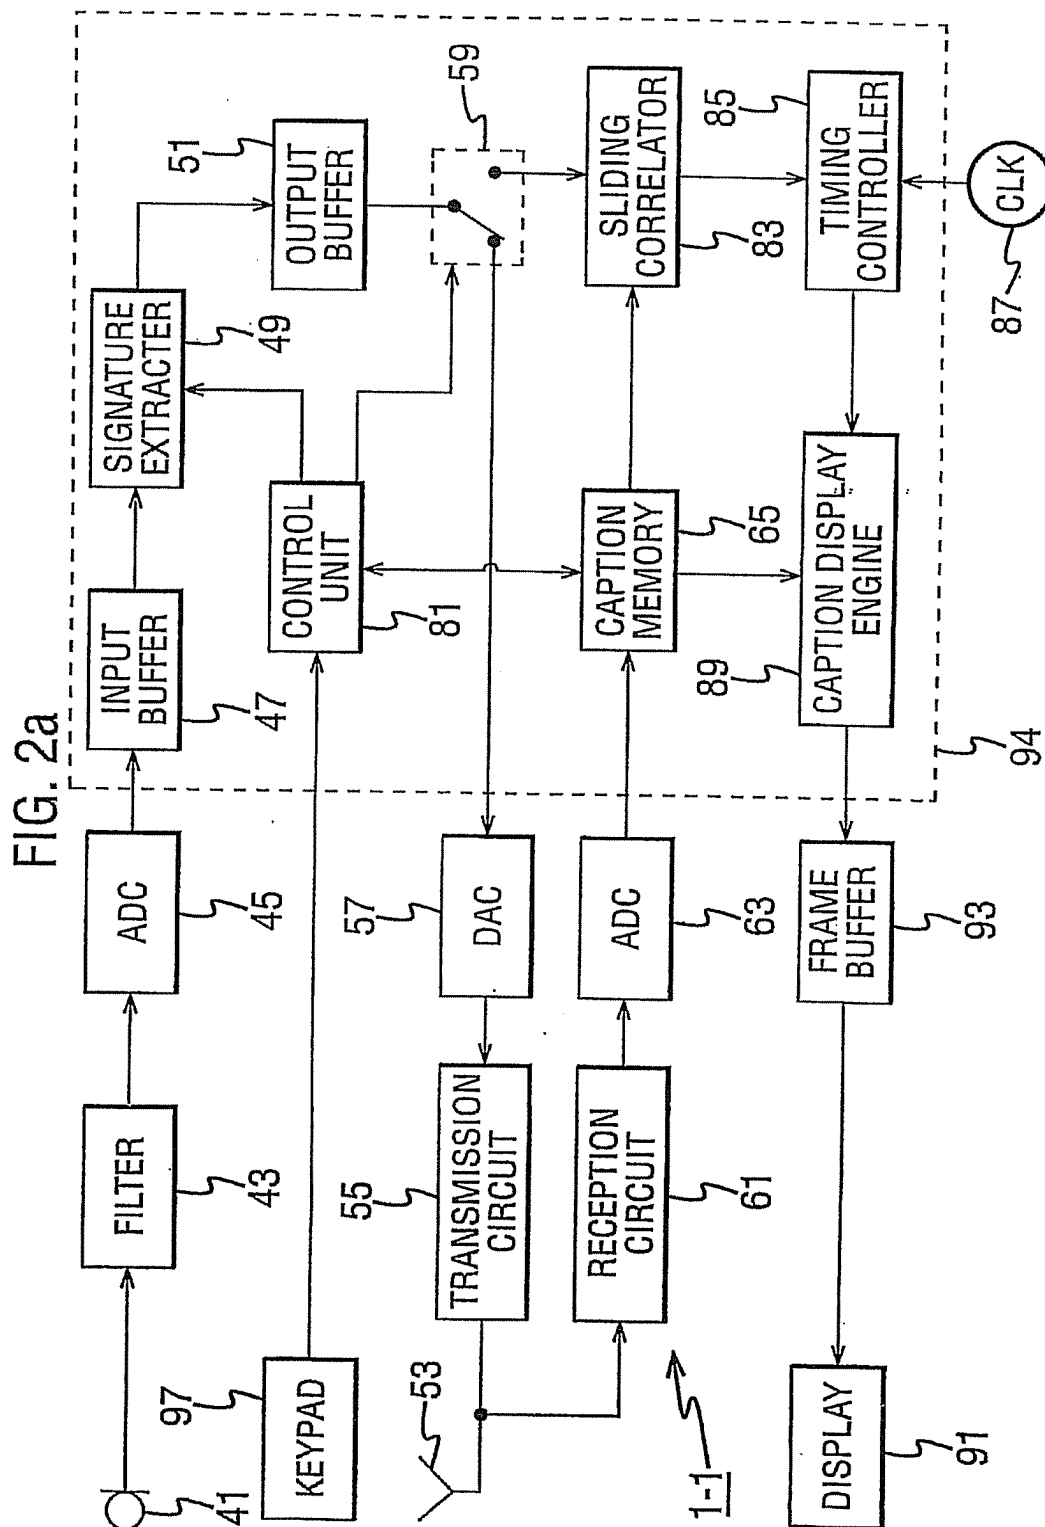 FIG. 2a
41
FILTER
43
ADC
45
INPUT
BUFFER
47
SIGNATURE
EXTRACTER
49
OUTPUT
BUFFER
51
97
KEYPAD
CONTROL
UNIT
81
59
53
55
TRANSMISSION
CIRCUIT
57
DAC
RECEPTION
CIRCUIT
61
ADC
63
CAPTION
MEMORY
65
SLIDING
CORRELATOR
83
1-1
DISPLAY
91
FRAME
BUFFER
93
89
CAPTION DISPLAY
ENGINE
85
TIMING
CONTROLLER
94
87
CLK